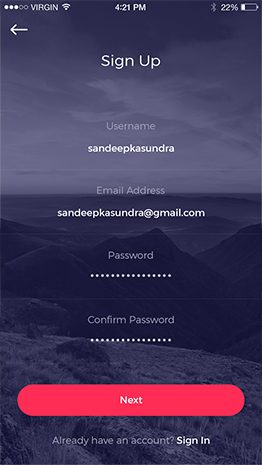 VIRGIN 4:21 PM 22%
Sign Up
Username
sandeepkasundra
Email Address
sandeepkasundra@gmail.com
Password
••••••••••••••••
Confirm Password
••••••••••••••••
Next
Already have an account? Sign In